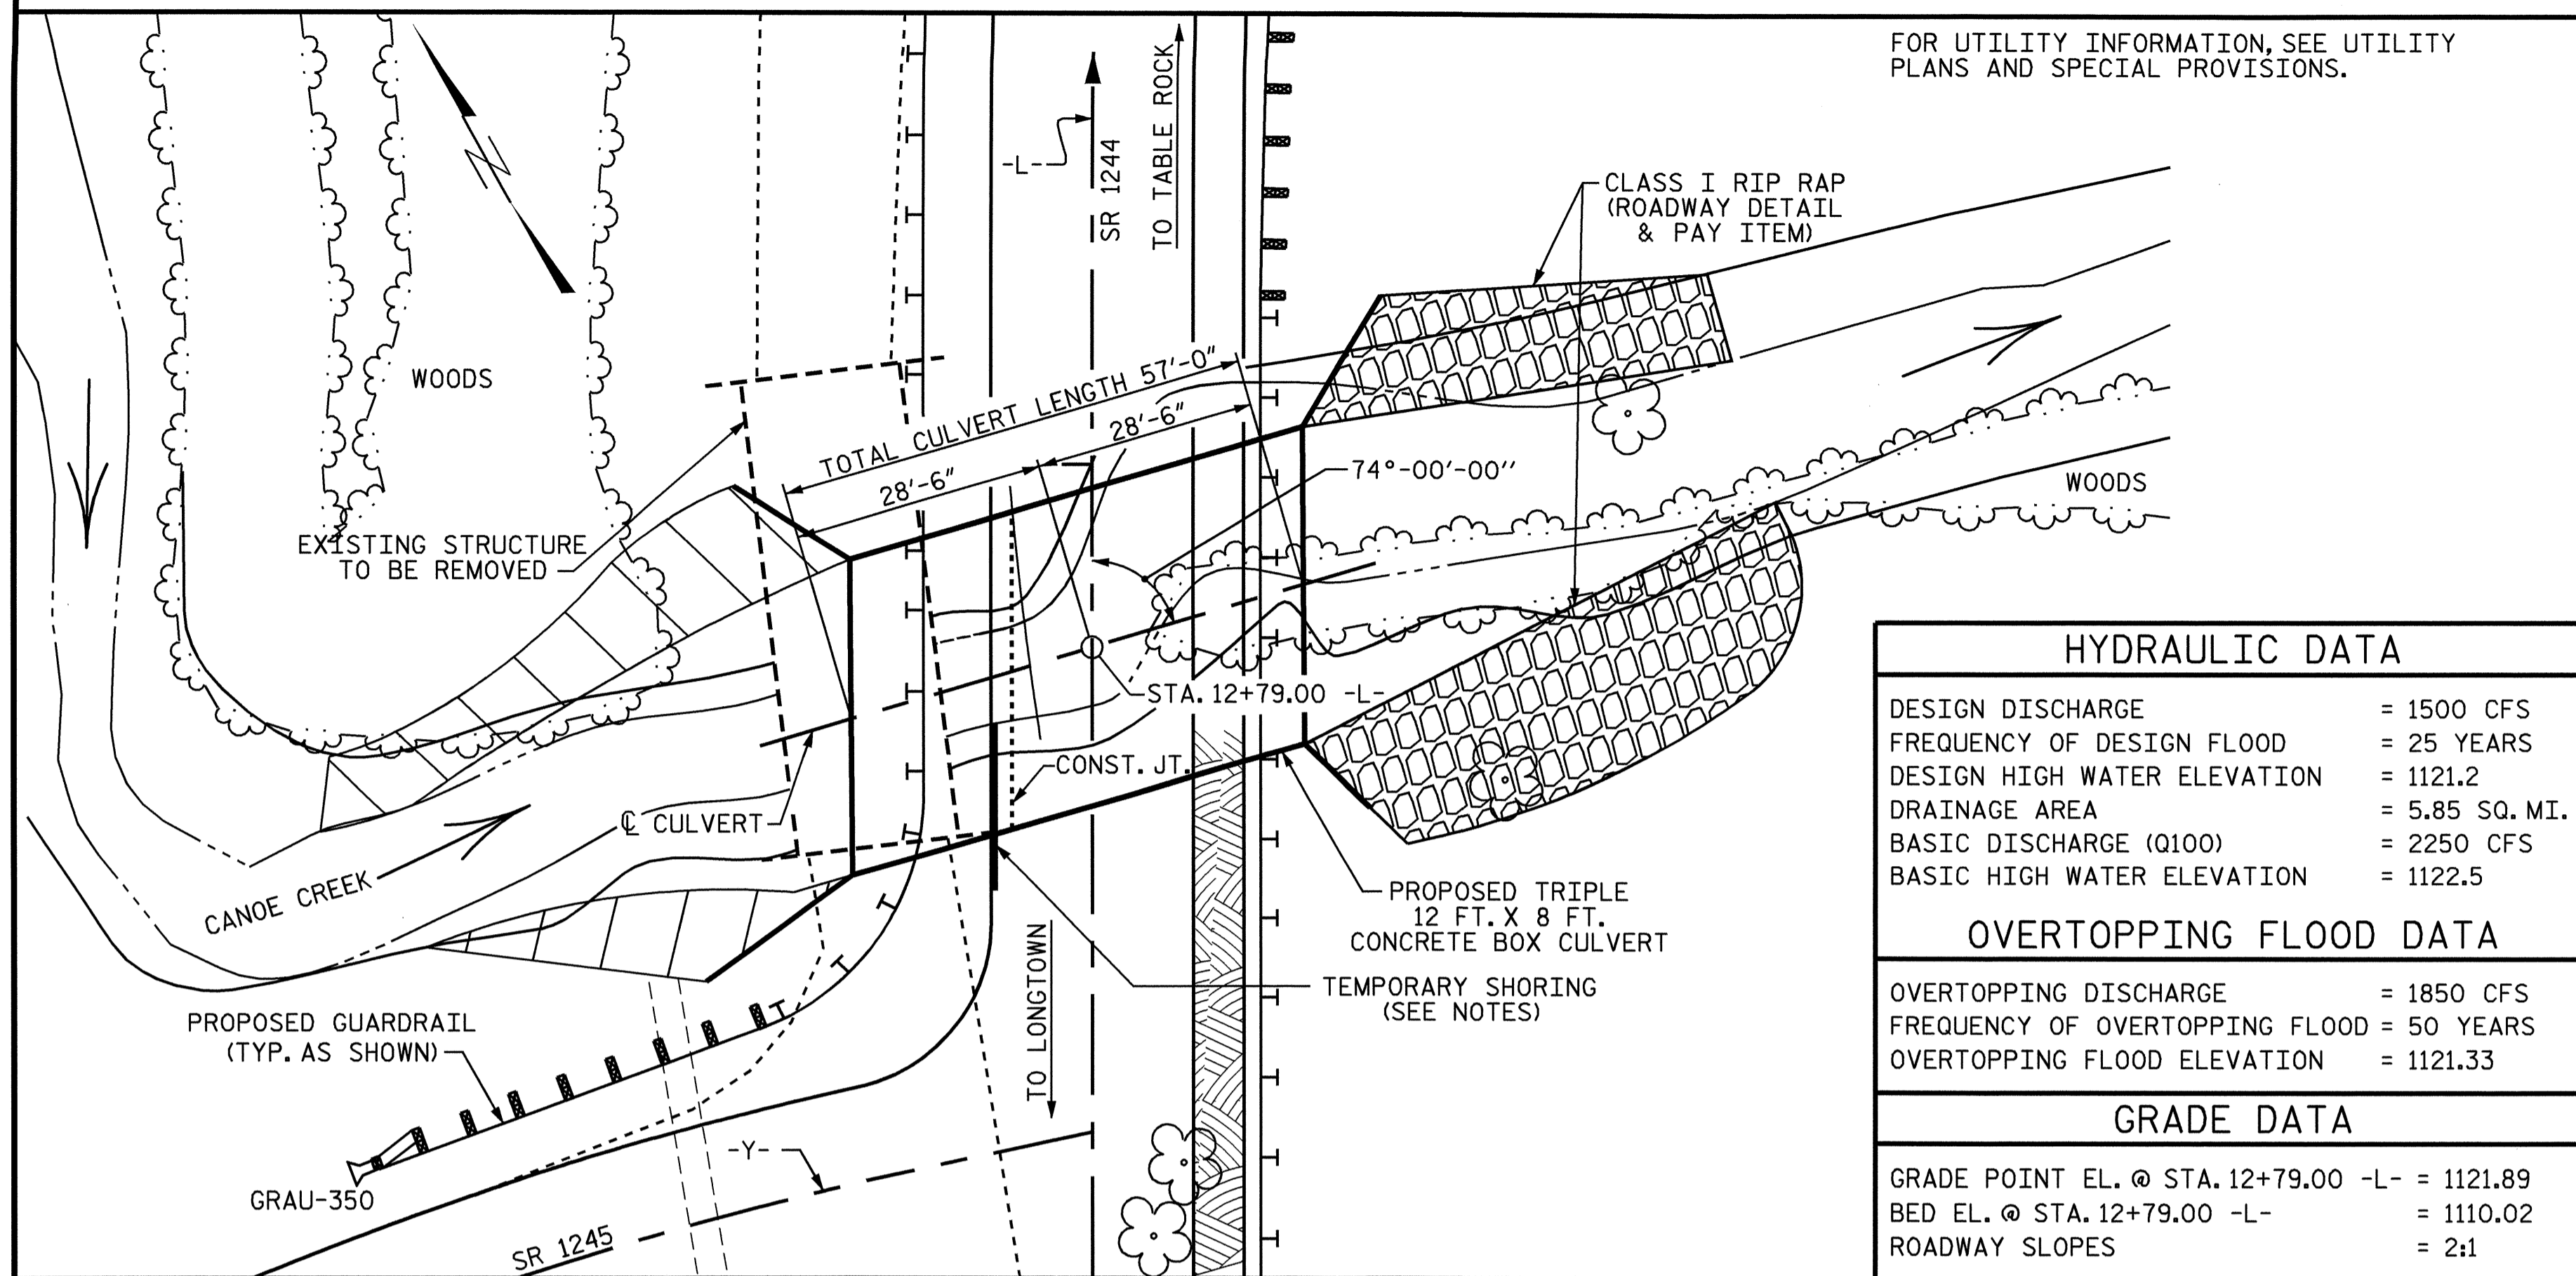 FOR UTILITY INFORMATION, SEE UTILITY
PLANS AND SPECIAL PROVISIONS.
-L-
SR 1244
TO TABLE ROCK
CLASS I RIP RAP
(ROADWAY DETAIL
& PAY ITEM)
WOODS
TOTAL CULVERT LENGTH 57'-0"
28'-6"
28'-6"
74°-00'-00"
WOODS
EXISTING STRUCTURE
TO BE REMOVED
STA. 12+79.00 -L-
CONST. JT.
℄ CULVERT
CANOE CREEK
PROPOSED TRIPLE
12 FT. X 8 FT.
CONCRETE BOX CULVERT
TEMPORARY SHORING
(SEE NOTES)
TO LONGTOWN
PROPOSED GUARDRAIL
(TYP. AS SHOWN)
-Y-
GRAU-350
SR 1245
HYDRAULIC DATA
DESIGN DISCHARGE = 1500 CFS
FREQUENCY OF DESIGN FLOOD = 25 YEARS
DESIGN HIGH WATER ELEVATION = 1121.2
DRAINAGE AREA = 5.85 SQ. MI.
BASIC DISCHARGE (Q100) = 2250 CFS
BASIC HIGH WATER ELEVATION = 1122.5
OVERTOPPING FLOOD DATA
OVERTOPPING DISCHARGE = 1850 CFS
FREQUENCY OF OVERTOPPING FLOOD = 50 YEARS
OVERTOPPING FLOOD ELEVATION = 1121.33
GRADE DATA
GRADE POINT EL. @ STA. 12+79.00 -L- = 1121.89
BED EL. @ STA. 12+79.00 -L- = 1110.02
ROADWAY SLOPES = 2:1